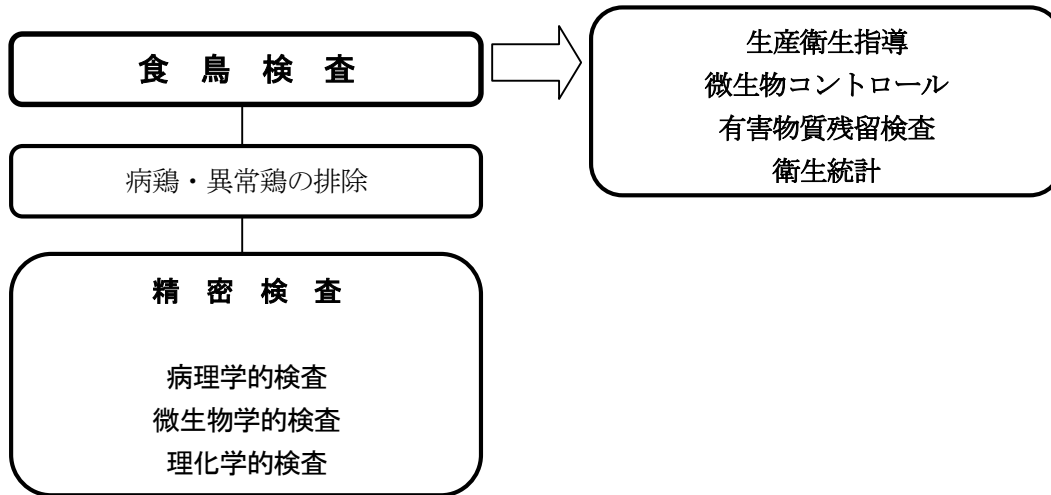 食 鳥 検 査
生産衛生指導
微生物コントロール
有害物質残留検査
衛生統計
病鶏・異常鶏の排除
精 密 検 査
病理学的検査
微生物学的検査
理化学的検査